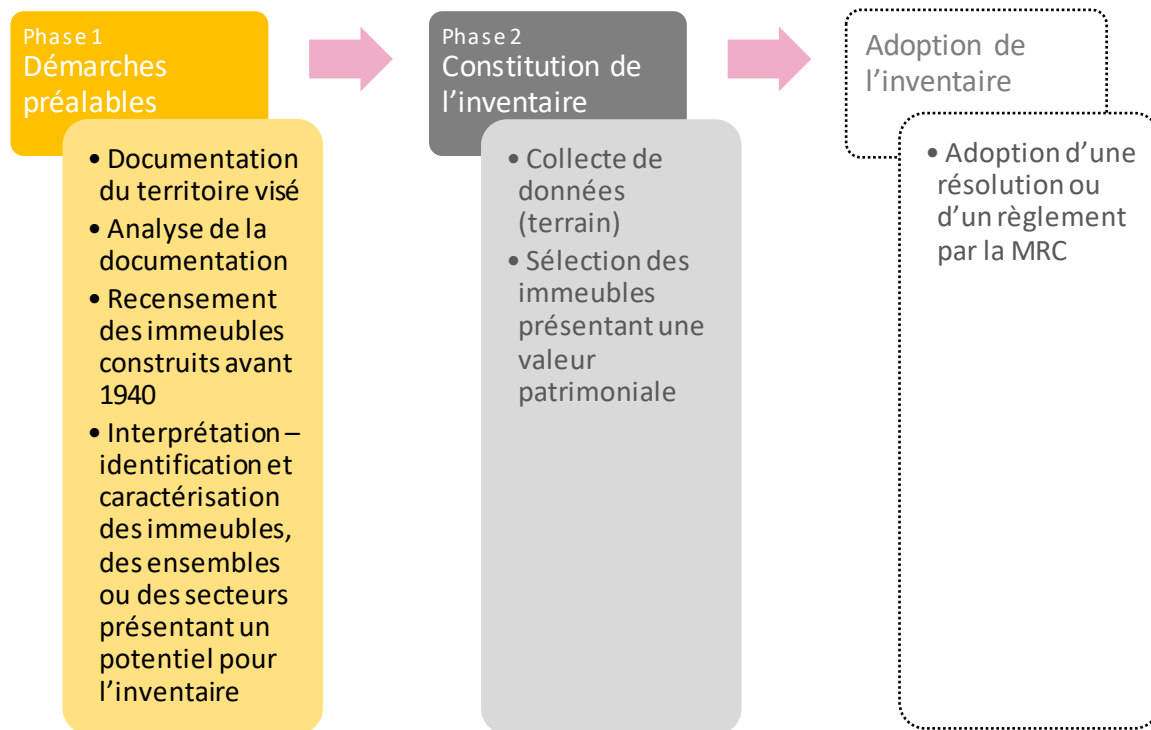 Phase 1
Démarches
préalables
• Documentation
du territoire visé
• Analyse de la
documentation
• Recensement
des immeubles
construits avant
1940
• Interprétation –
identification et
caractérisation
des immeubles,
des ensembles
ou des secteurs
présentant un
potentiel pour
l’inventaire
Phase 2
Constitution de
l’inventaire
• Collecte de
données
(terrain)
• Sélection des
immeubles
présentant une
valeur
patrimoniale
Adoption de
l’inventaire
• Adoption d’une
résolution ou
d’un règlement
par la MRC